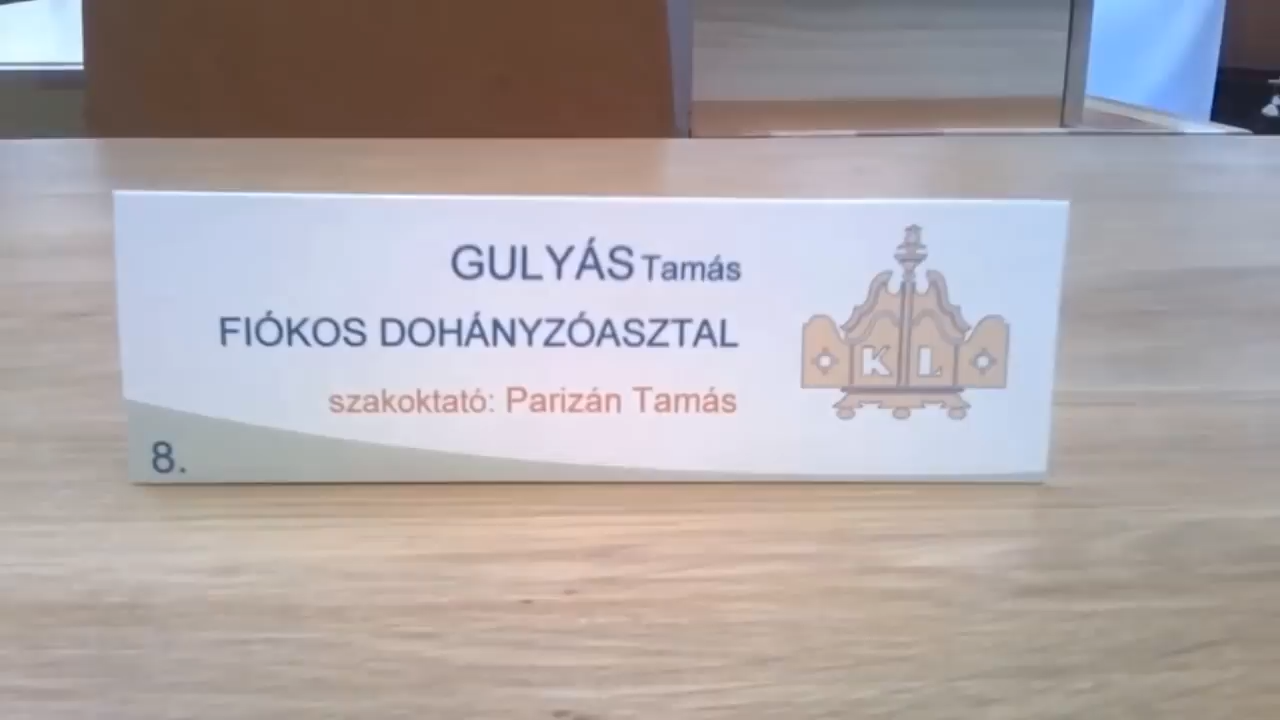 GULYÁS Tamás
FIÓKOS DOHÁNYZÓASZTAL
szakoktató: Parizán Tamás
8.
K L